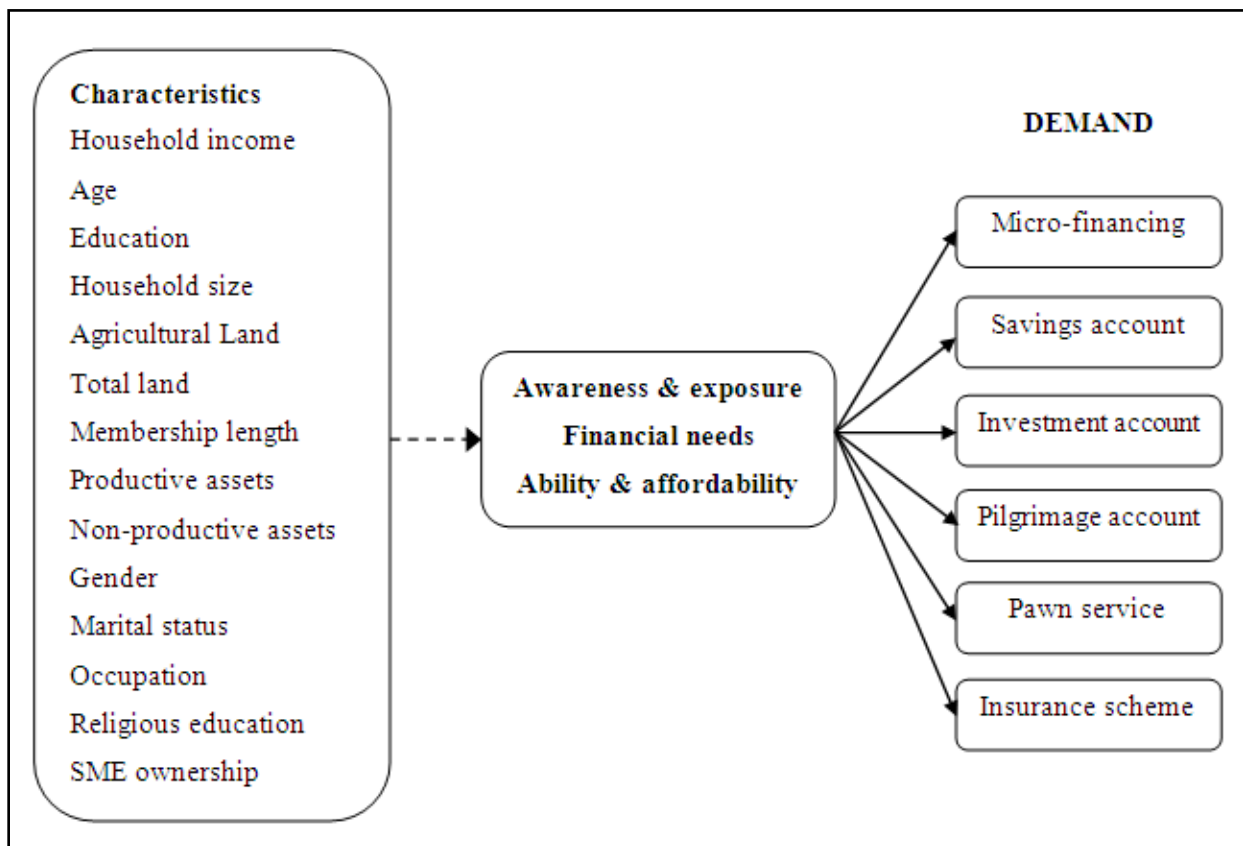 Characteristics
Household income
Age
Education
Household size
Agricultural Land
Total land
Membership length
Productive assets
Non-productive assets
Gender
Marital status
Occupation
Religious education
SME ownership
Awareness & exposure
Financial needs
Ability & affordability
DEMAND
Micro-financing
Savings account
Investment account
Pilgrimage account
Pawn service
Insurance scheme